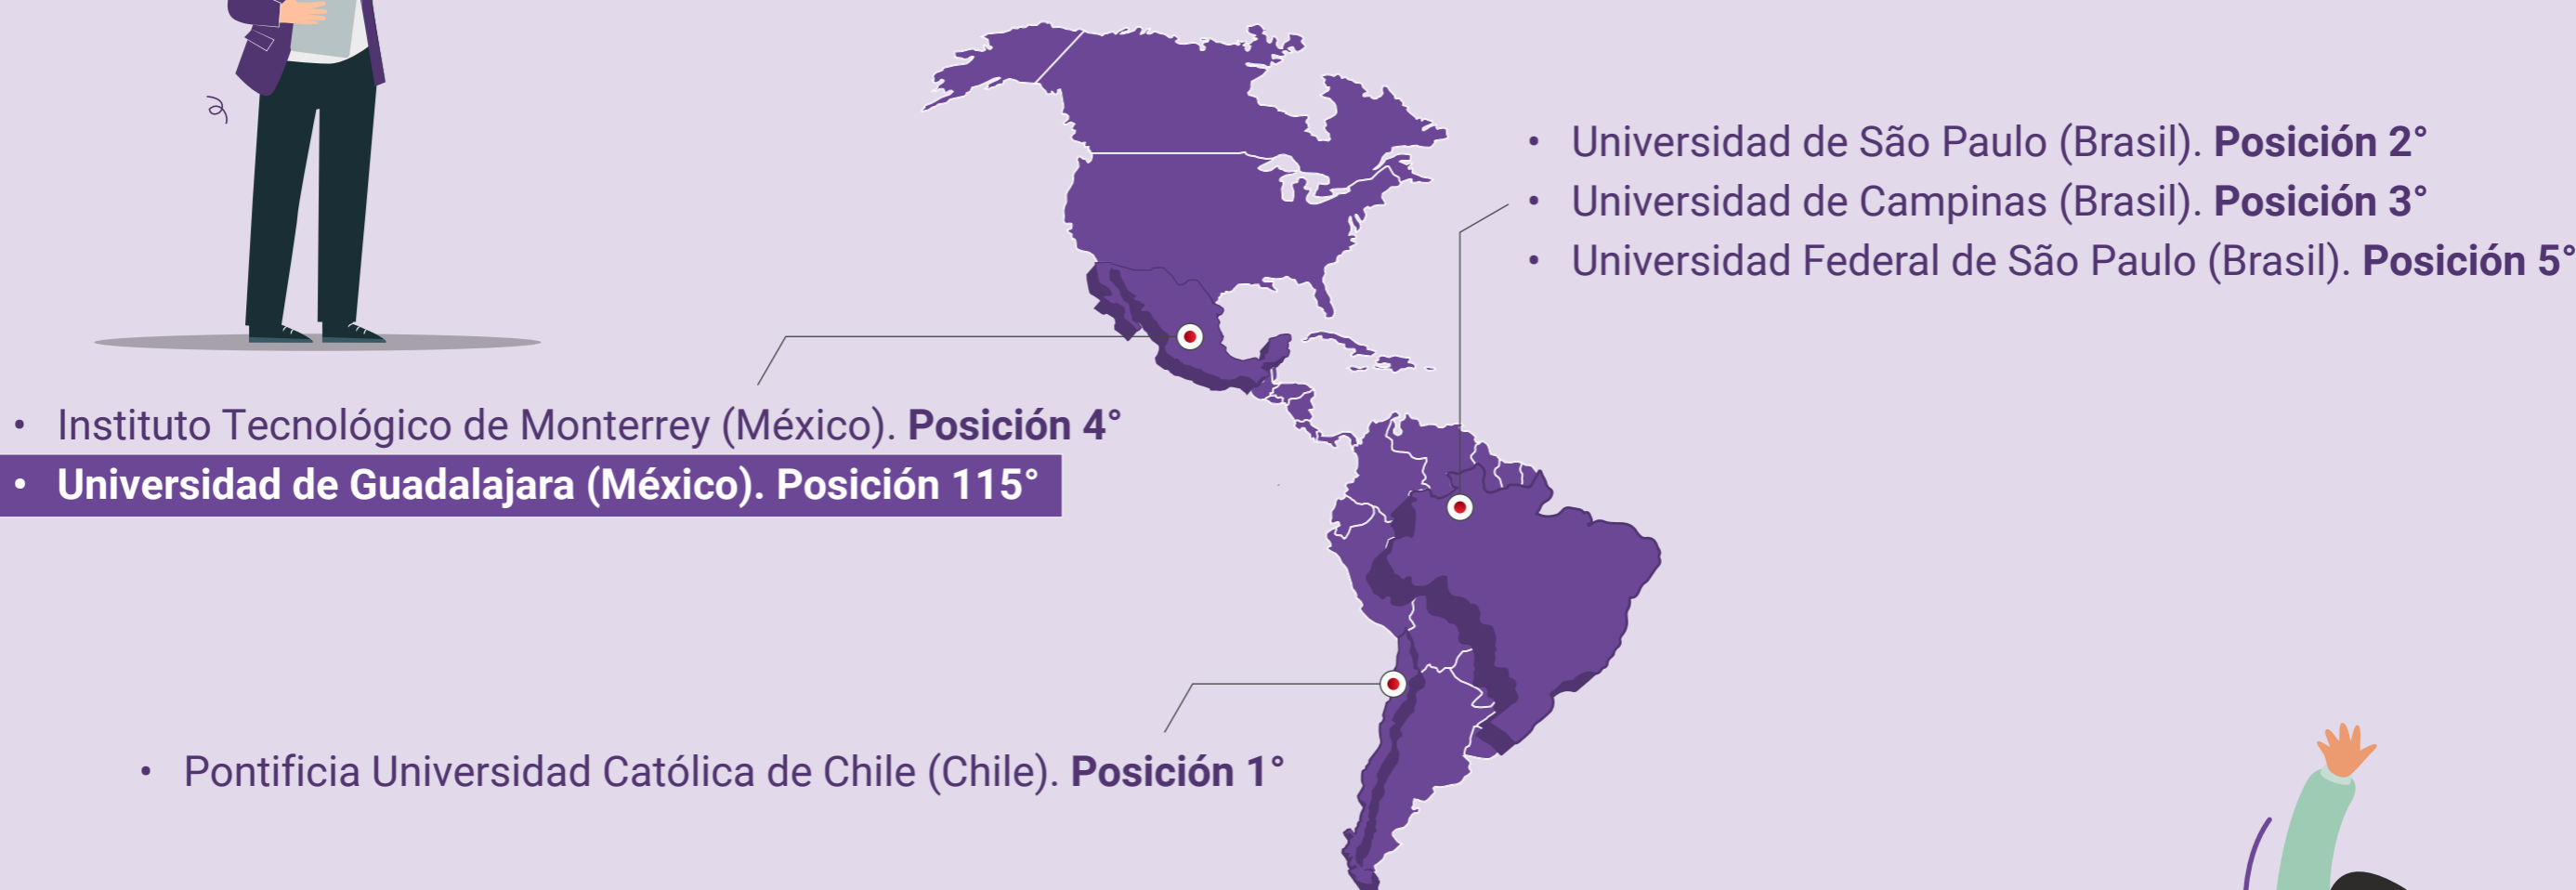 • Universidad de São Paulo (Brasil). Posición 2°
• Universidad de Campinas (Brasil). Posición 3°
• Universidad Federal de São Paulo (Brasil). Posición 5°
• Instituto Tecnológico de Monterrey (México). Posición 4°
• Universidad de Guadalajara (México). Posición 115°
• Pontificia Universidad Católica de Chile (Chile). Posición 1°